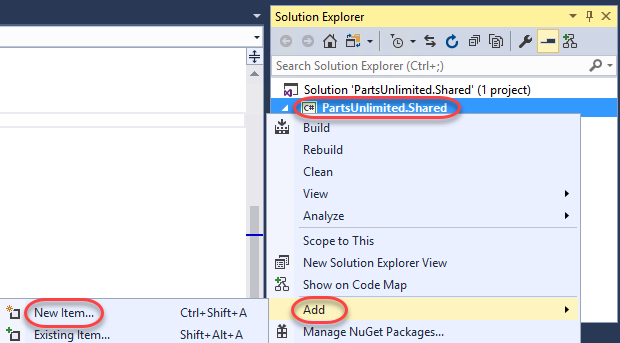 Solution Explorer
Search Solution Explorer (Ctrl+;)
Solution 'PartsUnlimited.Shared' (1 project)
C# PartsUnlimited.Shared
Build
Rebuild
Clean
View
Analyze
Scope to This
New Solution Explorer View
Show on Code Map
Add
New Item... Ctrl+Shift+A
Manage NuGet Packages...
Existing Item... Shift+Alt+A